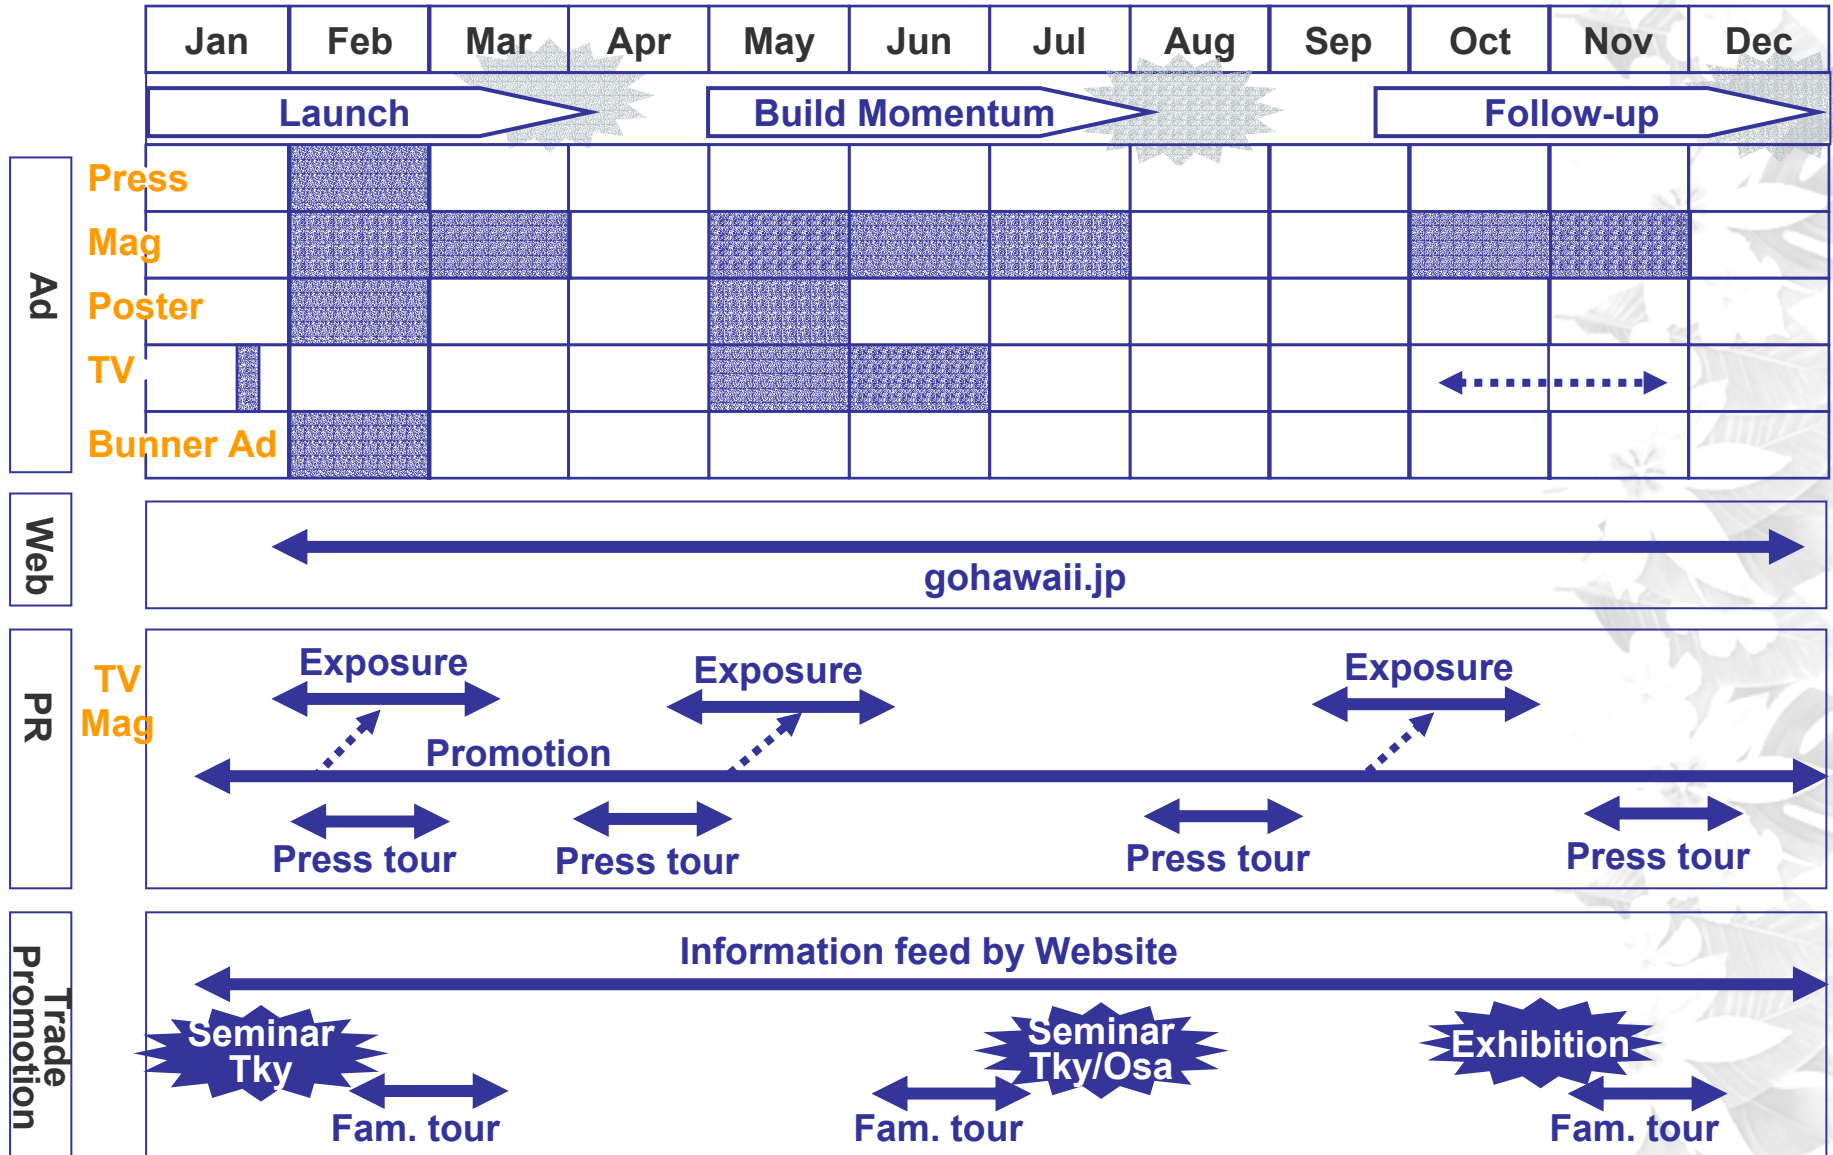 Jan Feb Mar Apr May Jun Jul Aug Sep Oct Nov Dec
Launch Build Momentum Follow-up
Ad
Press
Mag
Poster
TV
Bunner Ad
Web
gohawaii.jp
PR
TV
Mag
Exposure Exposure Exposure
Promotion
Press tour Press tour Press tour Press tour
Trade
Promotion
Information feed by Website
Seminar
Tky
Seminar
Tky/Osa
Exhibition
Fam. tour Fam. tour Fam. tour